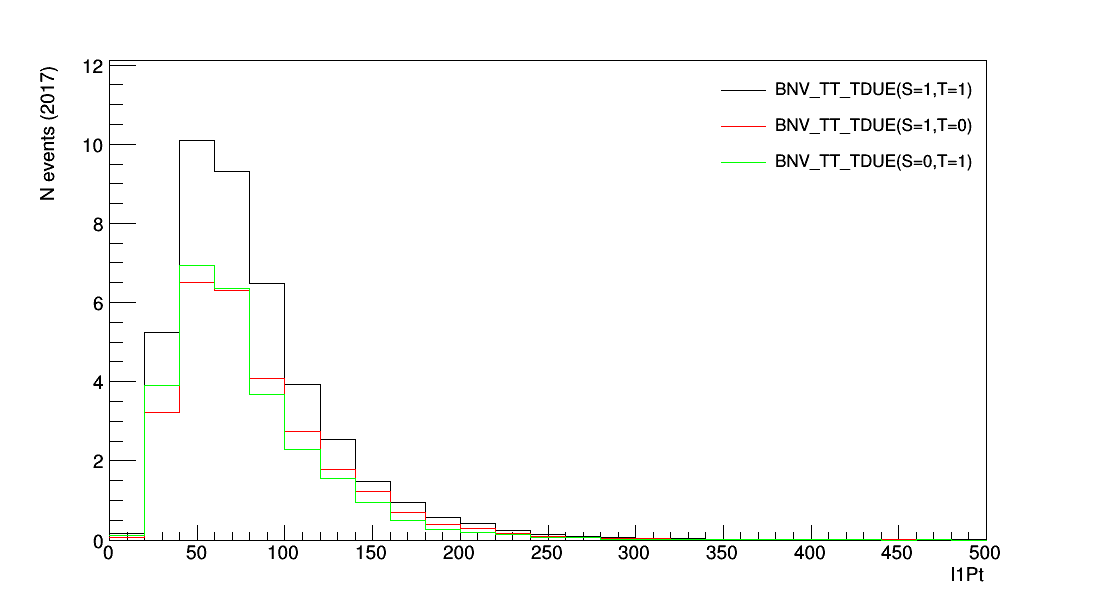 N events (2017)
12
10
8
6
4
2
0
BNV_TT_TDUE(S=1,T=1)
BNV_TT_TDUE(S=1,T=0)
BNV_TT_TDUE(S=0,T=1)
0 50 100 150 200 250 300 350 400 450 500
l1Pt